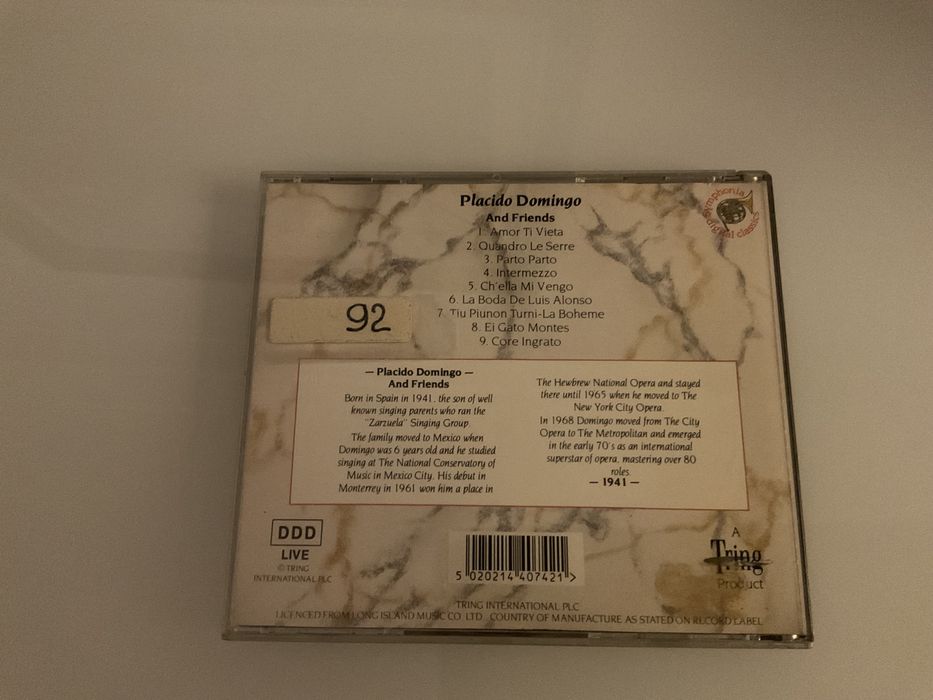 Placido Domingo
And Friends
1. Amor Ti Vieta
2. Quandro Le Serre
3. Parto Parto
4. Intermezzo
5. Ch'ella Mi Vengo
6. La Boda De Luis Alonso
7. Tiu Piunon Turni-La Boheme
8. Ei Gato Montes
9. Core Ingrato
Symphonia
digital classics
92
— Placido Domingo —
And Friends
Born in Spain in 1941, the son of well
known singing parents who ran the
"Zarzuela" Singing Group.
The family moved to Mexico when
Domingo was 6 years old and he studied
singing at The National Conservatory of
Music in Mexico City. His debut in
Monterrey in 1961 won him a place in
The Hewbrew National Opera and stayed
there until 1965 when he moved to The
New York City Opera.
In 1968 Domingo moved from The City
Opera to The Metropolitan and emerged
in the early 70's as an international
superstar of opera, mastering over 80
roles.
— 1941 —
DDD
LIVE
© TRING
INTERNATIONAL PLC
5 020214 407421 >
A
Tring
Product
TRING INTERNATIONAL PLC
LICENCED FROM LONG ISLAND MUSIC CO. LTD. COUNTRY OF MANUFACTURE AS STATED ON RECORD LABEL